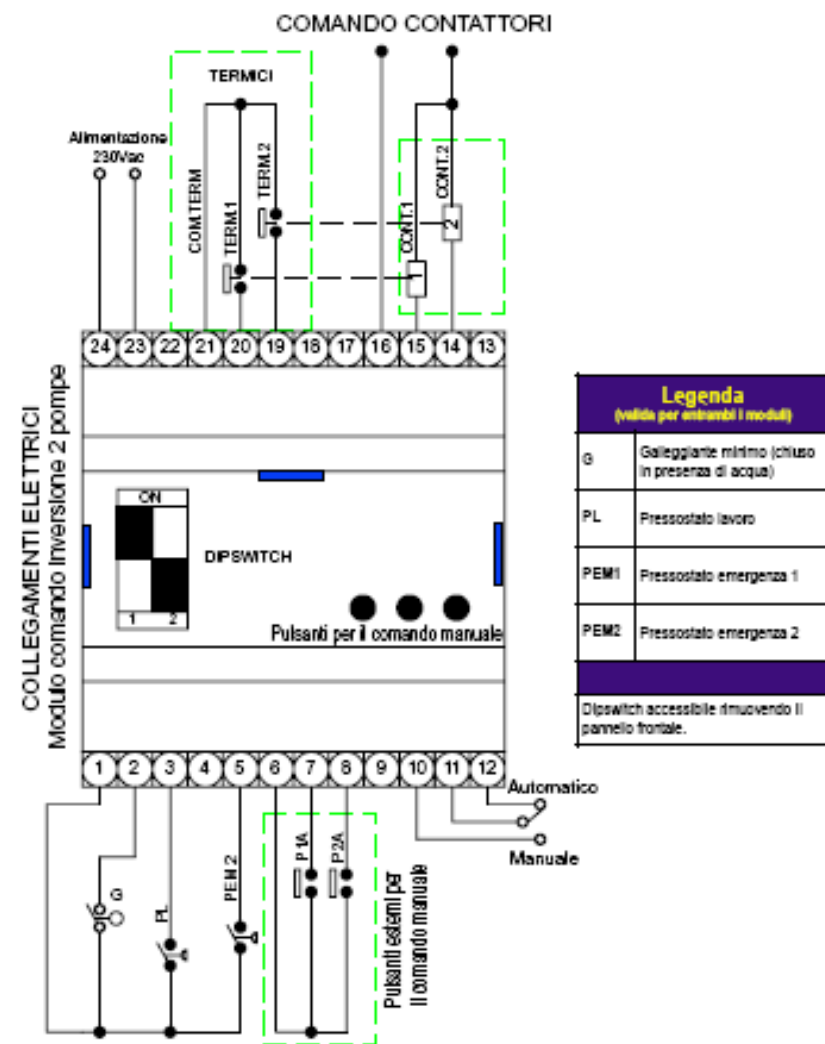 COMANDO CONTATTORI
TERMICI
Alimentazione
230Vac
COM.TERM
TERM.1
TERM.2
CONT.1
CONT.2
1
2
24 23 22 21 20 19 18 17 16 15 14 13
COLLEGAMENTI ELETTRICI
Modulo comando Inversione 2 pompe
ON
1 2
DIPSWITCH
Pulsanti per il comando manuale
1 2 3 4 5 6 7 8 9 10 11 12
Automatico
Manuale
G
PL
PEM 2
P1A
P2A
Pulsanti esterni per
il comando manuale
Legenda
(valida per entrambi i moduli)
G
Galleggiante minimo (chiuso
in presenza di acqua)
PL
Pressostato lavoro
PEM1
Pressostato emergenza 1
PEM2
Pressostato emergenza 2
Dipswitch accessibile rimuovendo il
pannello frontale.